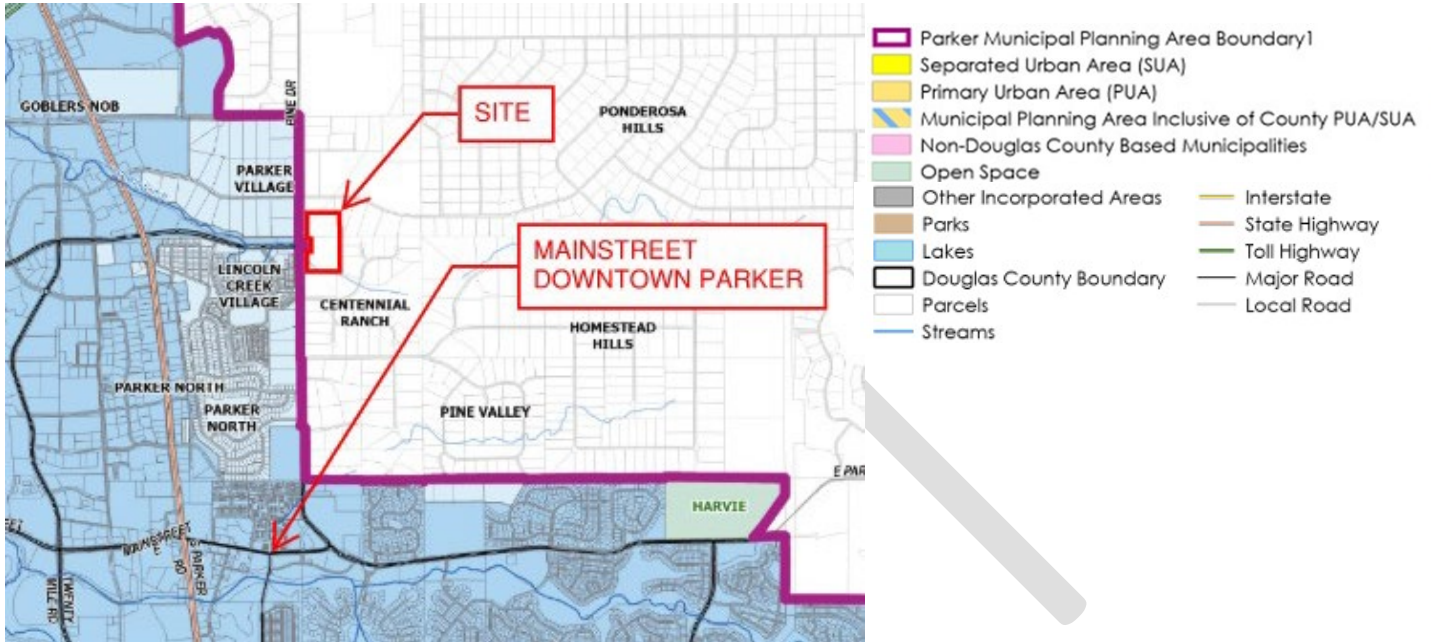 GOBLERS NOB
PINE DR
SITE
PONDEROSA
HILLS
PARKER
VILLAGE
MAINSTREET
DOWNTOWN PARKER
LINCOLN
CREEK
VILLAGE
CENTENNIAL
RANCH
HOMESTEAD
HILLS
PARKER NORTH
PARKER
NORTH
PINE VALLEY
E PAR
HARVIE
MAINSTREET
E
PARKER
RD
TWENTY
MILE RD
Parker Municipal Planning Area Boundary1
Separated Urban Area (SUA)
Primary Urban Area (PUA)
Municipal Planning Area Inclusive of County PUA/SUA
Non-Douglas County Based Municipalities
Open Space
Other Incorporated Areas
Parks
Lakes
Douglas County Boundary
Parcels
Streams
Interstate
State Highway
Toll Highway
Major Road
Local Road